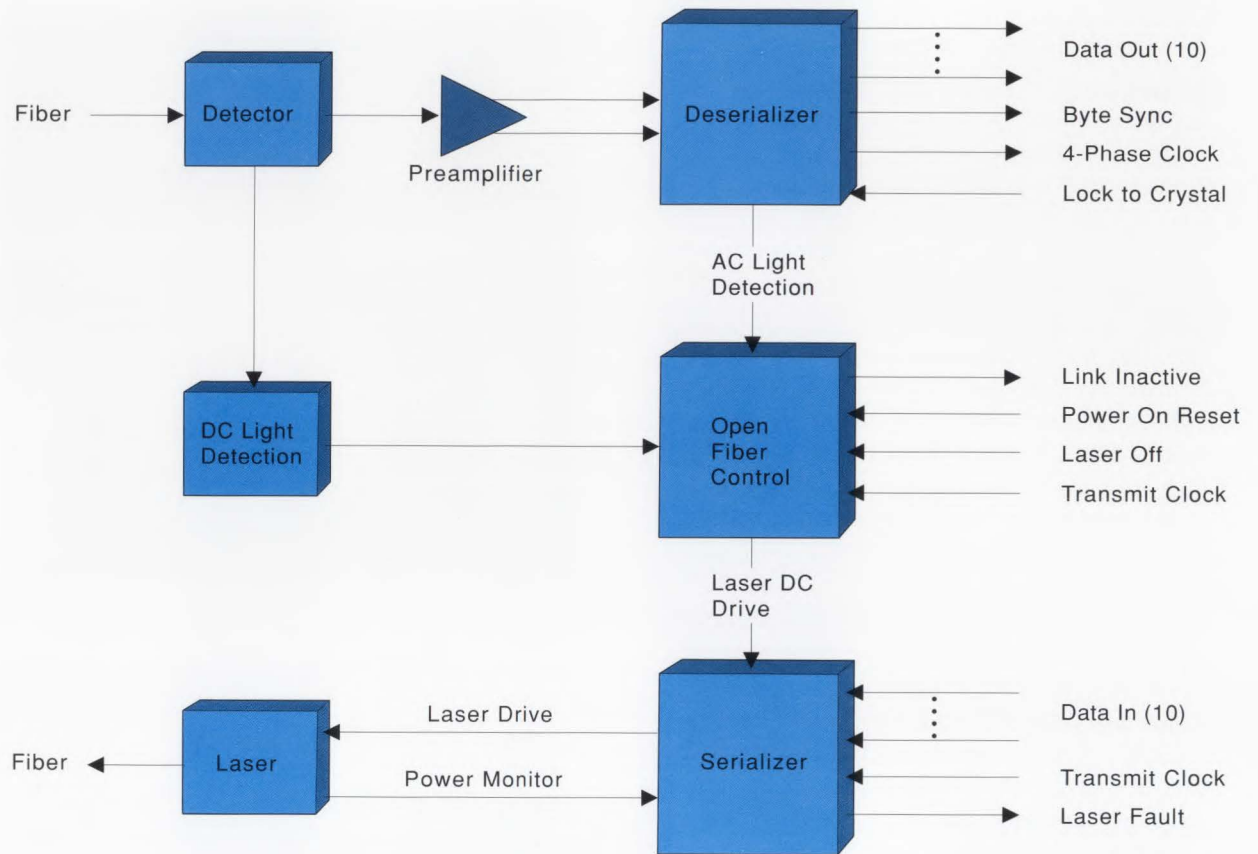 Data Out (10)
Fiber
Detector
Deserializer
Byte Sync
Preamplifier
4-Phase Clock
Lock to Crystal
AC Light
Detection
Link Inactive
Power On Reset
DC Light
Detection
Open
Fiber
Control
Laser Off
Transmit Clock
Laser DC
Drive
Laser Drive
Data In (10)
Fiber
Laser
Serializer
Power Monitor
Transmit Clock
Laser Fault